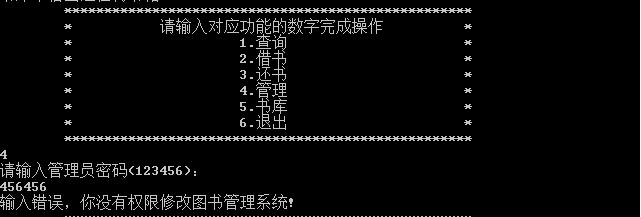 ***************************************************
* 请输入对应功能的数字完成操作 *
* 1.查询 *
* 2.借书 *
* 3.还书 *
* 4.管理 *
* 5.书库 *
* 6.退出 *
***************************************************
4
请输入管理员密码(123456):
456456
输入错误，你没有权限修改图书管理系统!